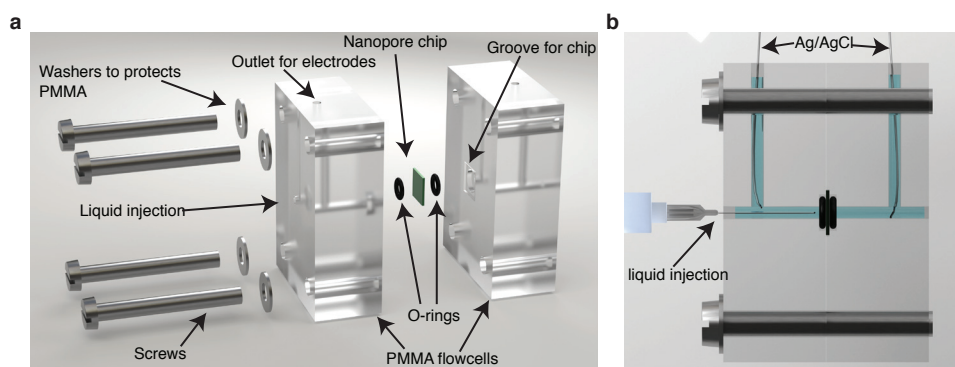 a
Washers to protects
PMMA
Outlet for electrodes
Nanopore chip
Groove for chip
Liquid injection
O-rings
Screws
PMMA flowcells
b
Ag/AgCl
liquid injection